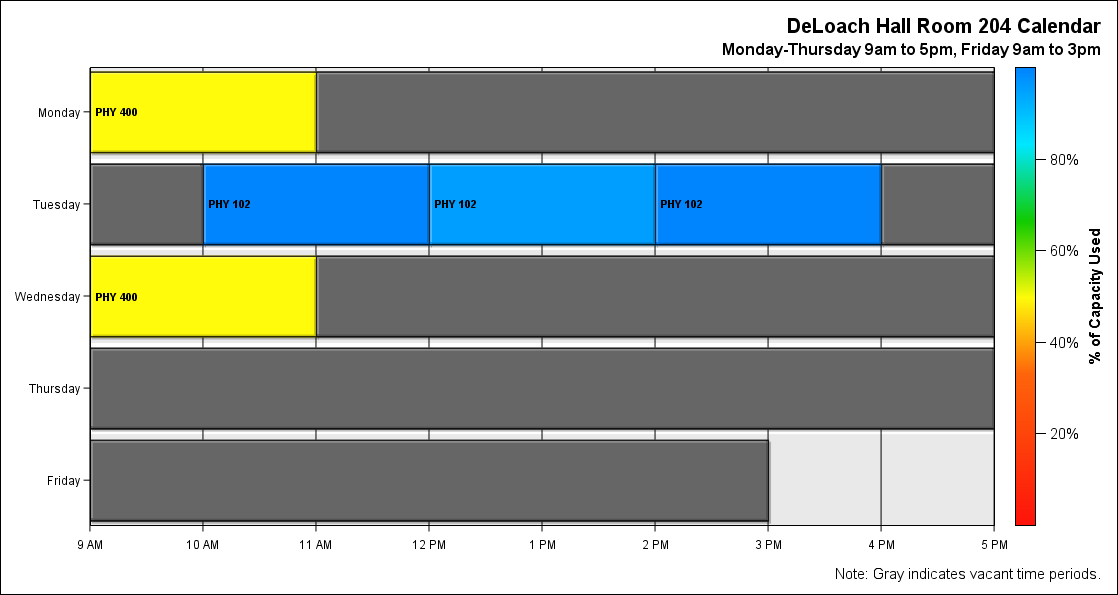 DeLoach Hall Room 204 Calendar
Monday-Thursday 9am to 5pm, Friday 9am to 3pm
Monday
PHY 400
Tuesday
PHY 102
PHY 102
PHY 102
Wednesday
PHY 400
Thursday
Friday
9 AM
10 AM
11 AM
12 PM
1 PM
2 PM
3 PM
4 PM
5 PM
80%
60%
40%
20%
% of Capacity Used
Note: Gray indicates vacant time periods.